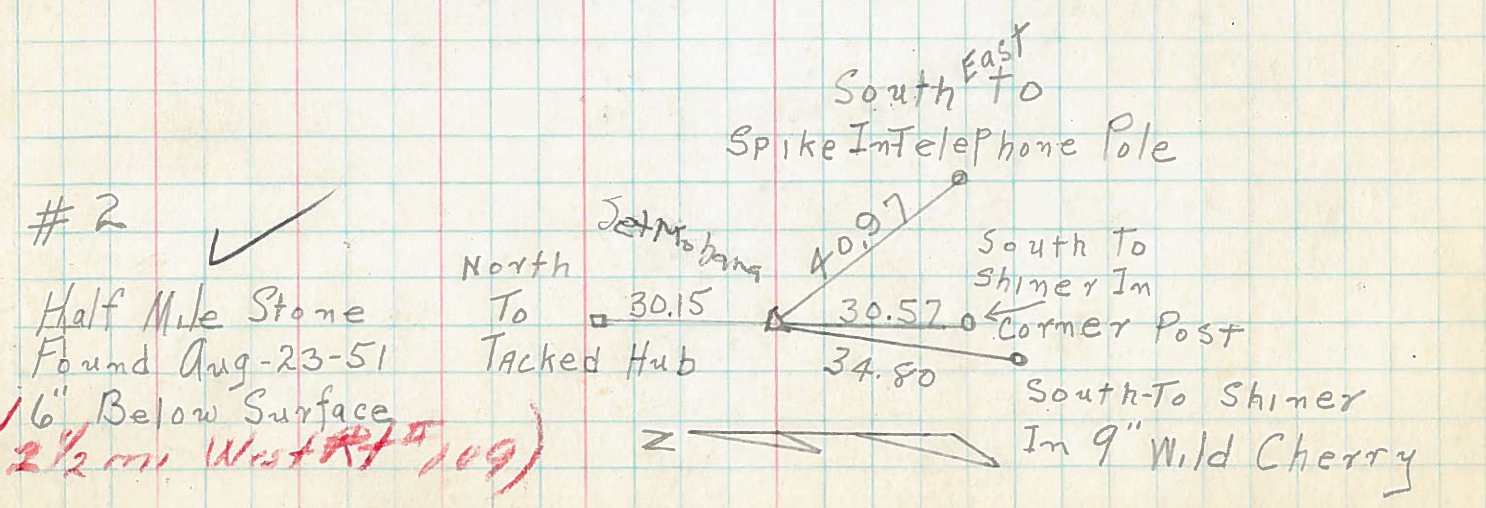 South East To
Spike In Telephone Pole
# 2
Half Mile Stone
Found Aug-23-51
6" Below Surface
2 1/2 mi West Rt # 109)
North
To
Tacked Hub
30.15
40.97
30.57
34.80
South To
Shiner In
Corner Post
South-To Shiner
In 9" Wild Cherry
N